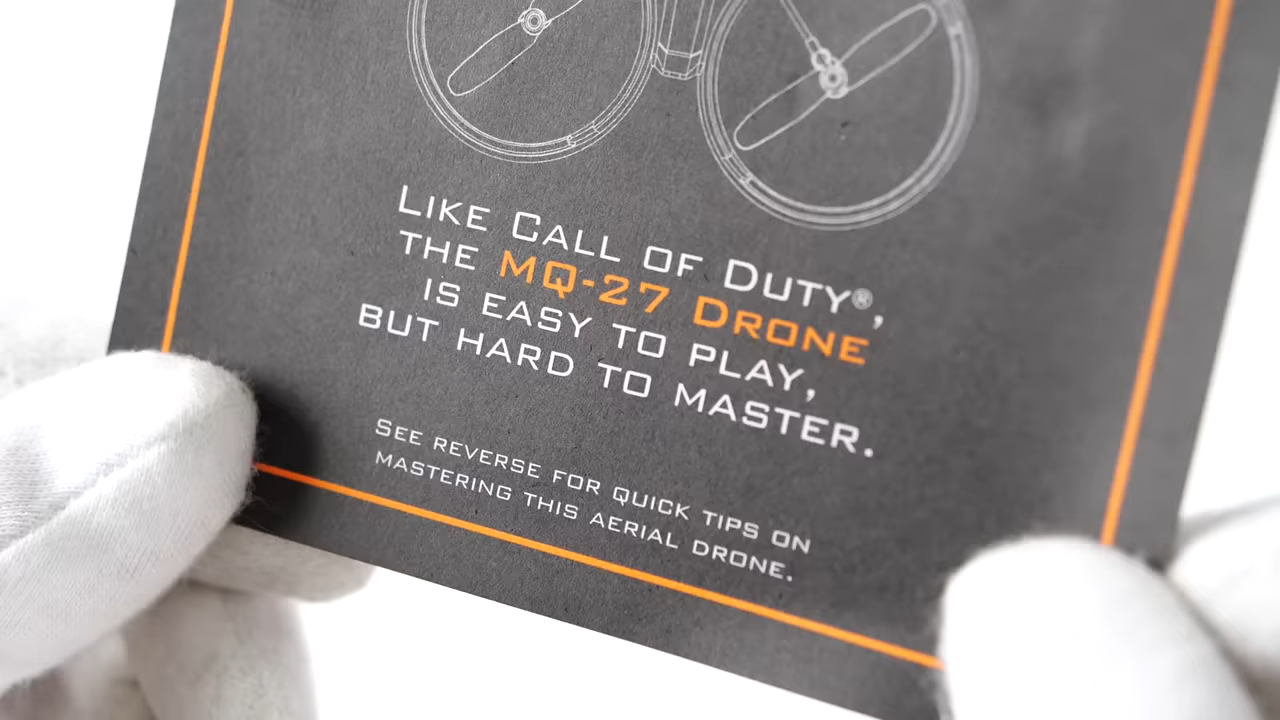 LIKE CALL OF DUTY®,
THE MQ-27 DRONE
IS EASY TO PLAY,
BUT HARD TO MASTER.
SEE REVERSE FOR QUICK TIPS ON
MASTERING THIS AERIAL DRONE.